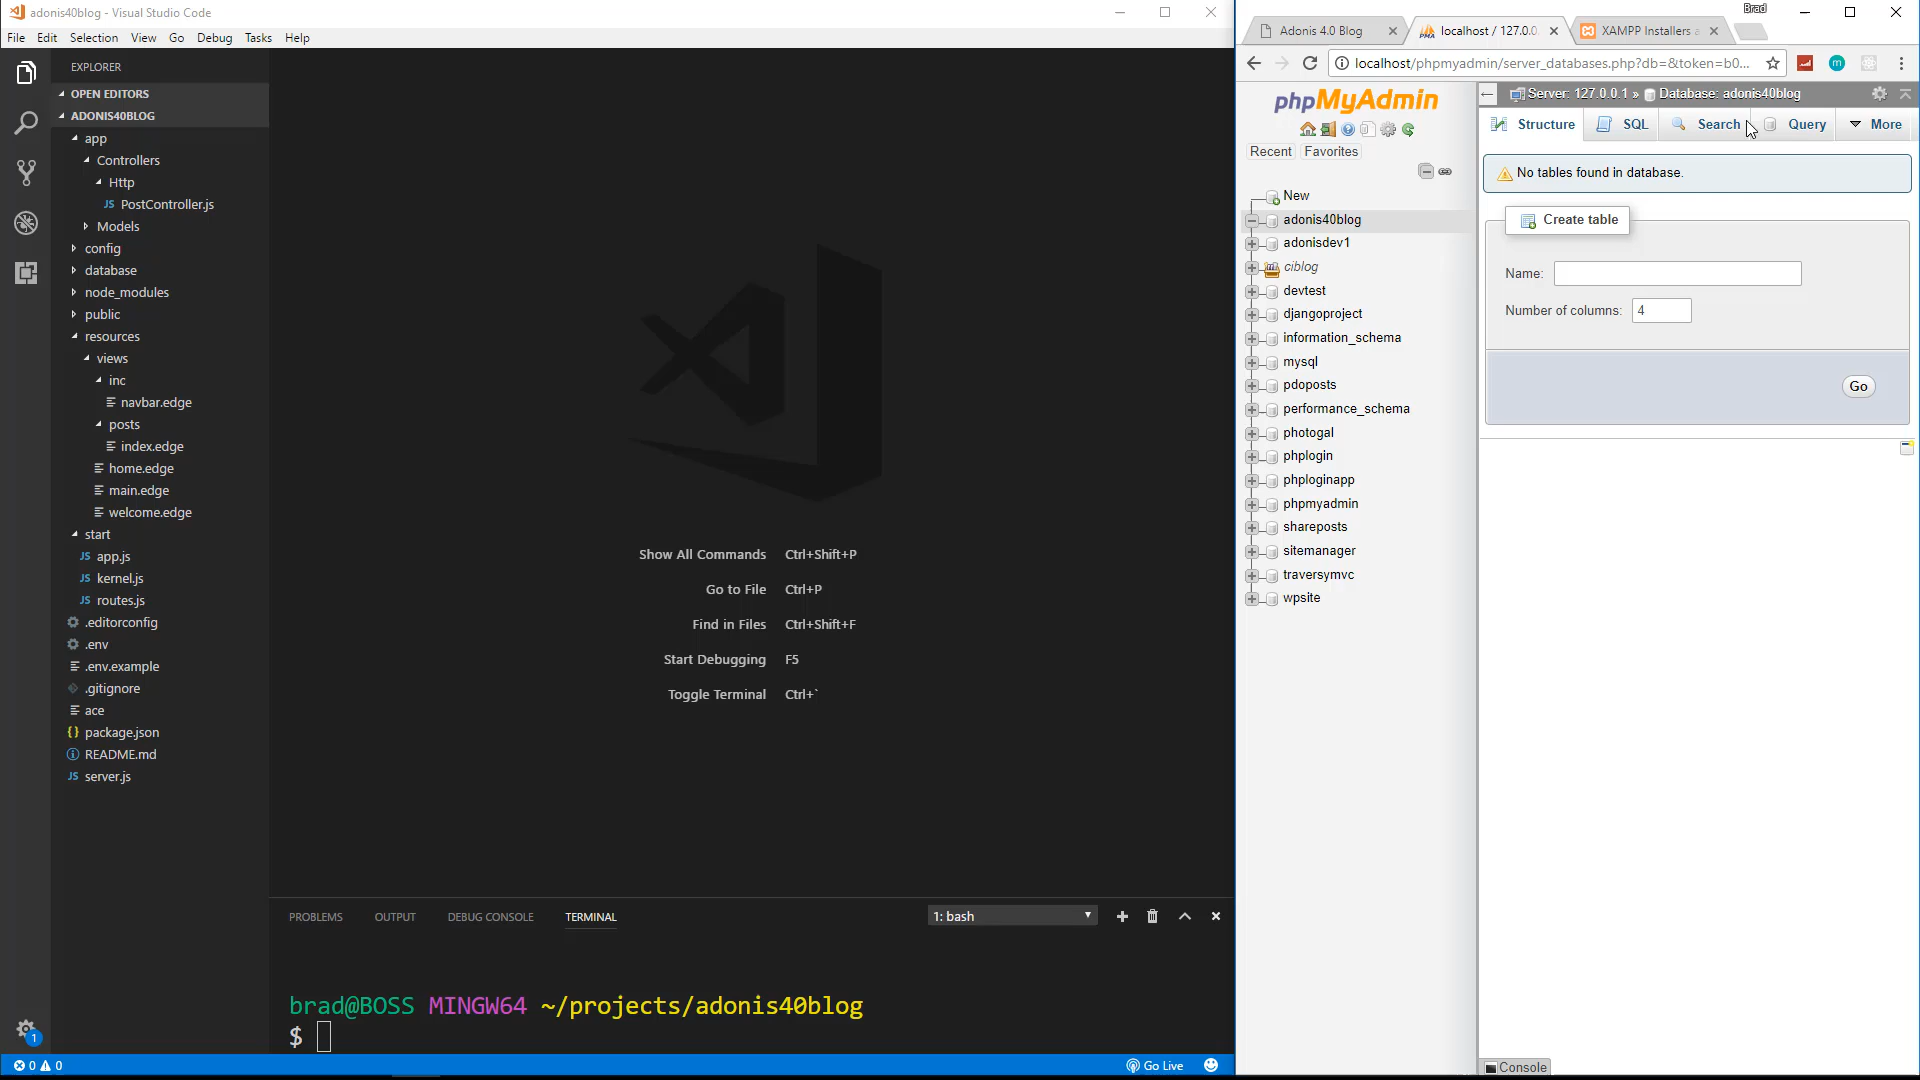 adonis40blog - Visual Studio Code
File Edit Selection View Go Debug Tasks Help
EXPLORER
OPEN EDITORS
ADONIS40BLOG
app
Controllers
Http
JS PostController.js
Models
config
database
node_modules
public
resources
views
inc
navbar.edge
posts
index.edge
home.edge
main.edge
welcome.edge
start
JS app.js
JS kernel.js
JS routes.js
.editorconfig
.env
.env.example
.gitignore
ace
{} package.json
README.md
JS server.js
1
Show All Commands Ctrl+Shift+P
Go to File Ctrl+P
Find in Files Ctrl+Shift+F
Start Debugging F5
Toggle Terminal Ctrl+`
PROBLEMS OUTPUT DEBUG CONSOLE TERMINAL
1: bash
brad@BOSS MINGW64 ~/projects/adonis40blog
$
0 0
Go Live
Brad
Adonis 4.0 Blog
localhost / 127.0.0.
XAMPP Installers a
localhost/phpmyadmin/server_databases.php?db=&token=b0...
phpMyAdmin
Recent Favorites
New
adonis40blog
adonisdev1
ciblog
devtest
djangoproject
information_schema
mysql
pdoposts
performance_schema
photogal
phplogin
phploginapp
phpmyadmin
shareposts
sitemanager
traversymvc
wpsite
Server: 127.0.0.1 » Database: adonis40blog
Structure SQL Search Query More
No tables found in database.
Create table
Name:
Number of columns: 4
Go
Console